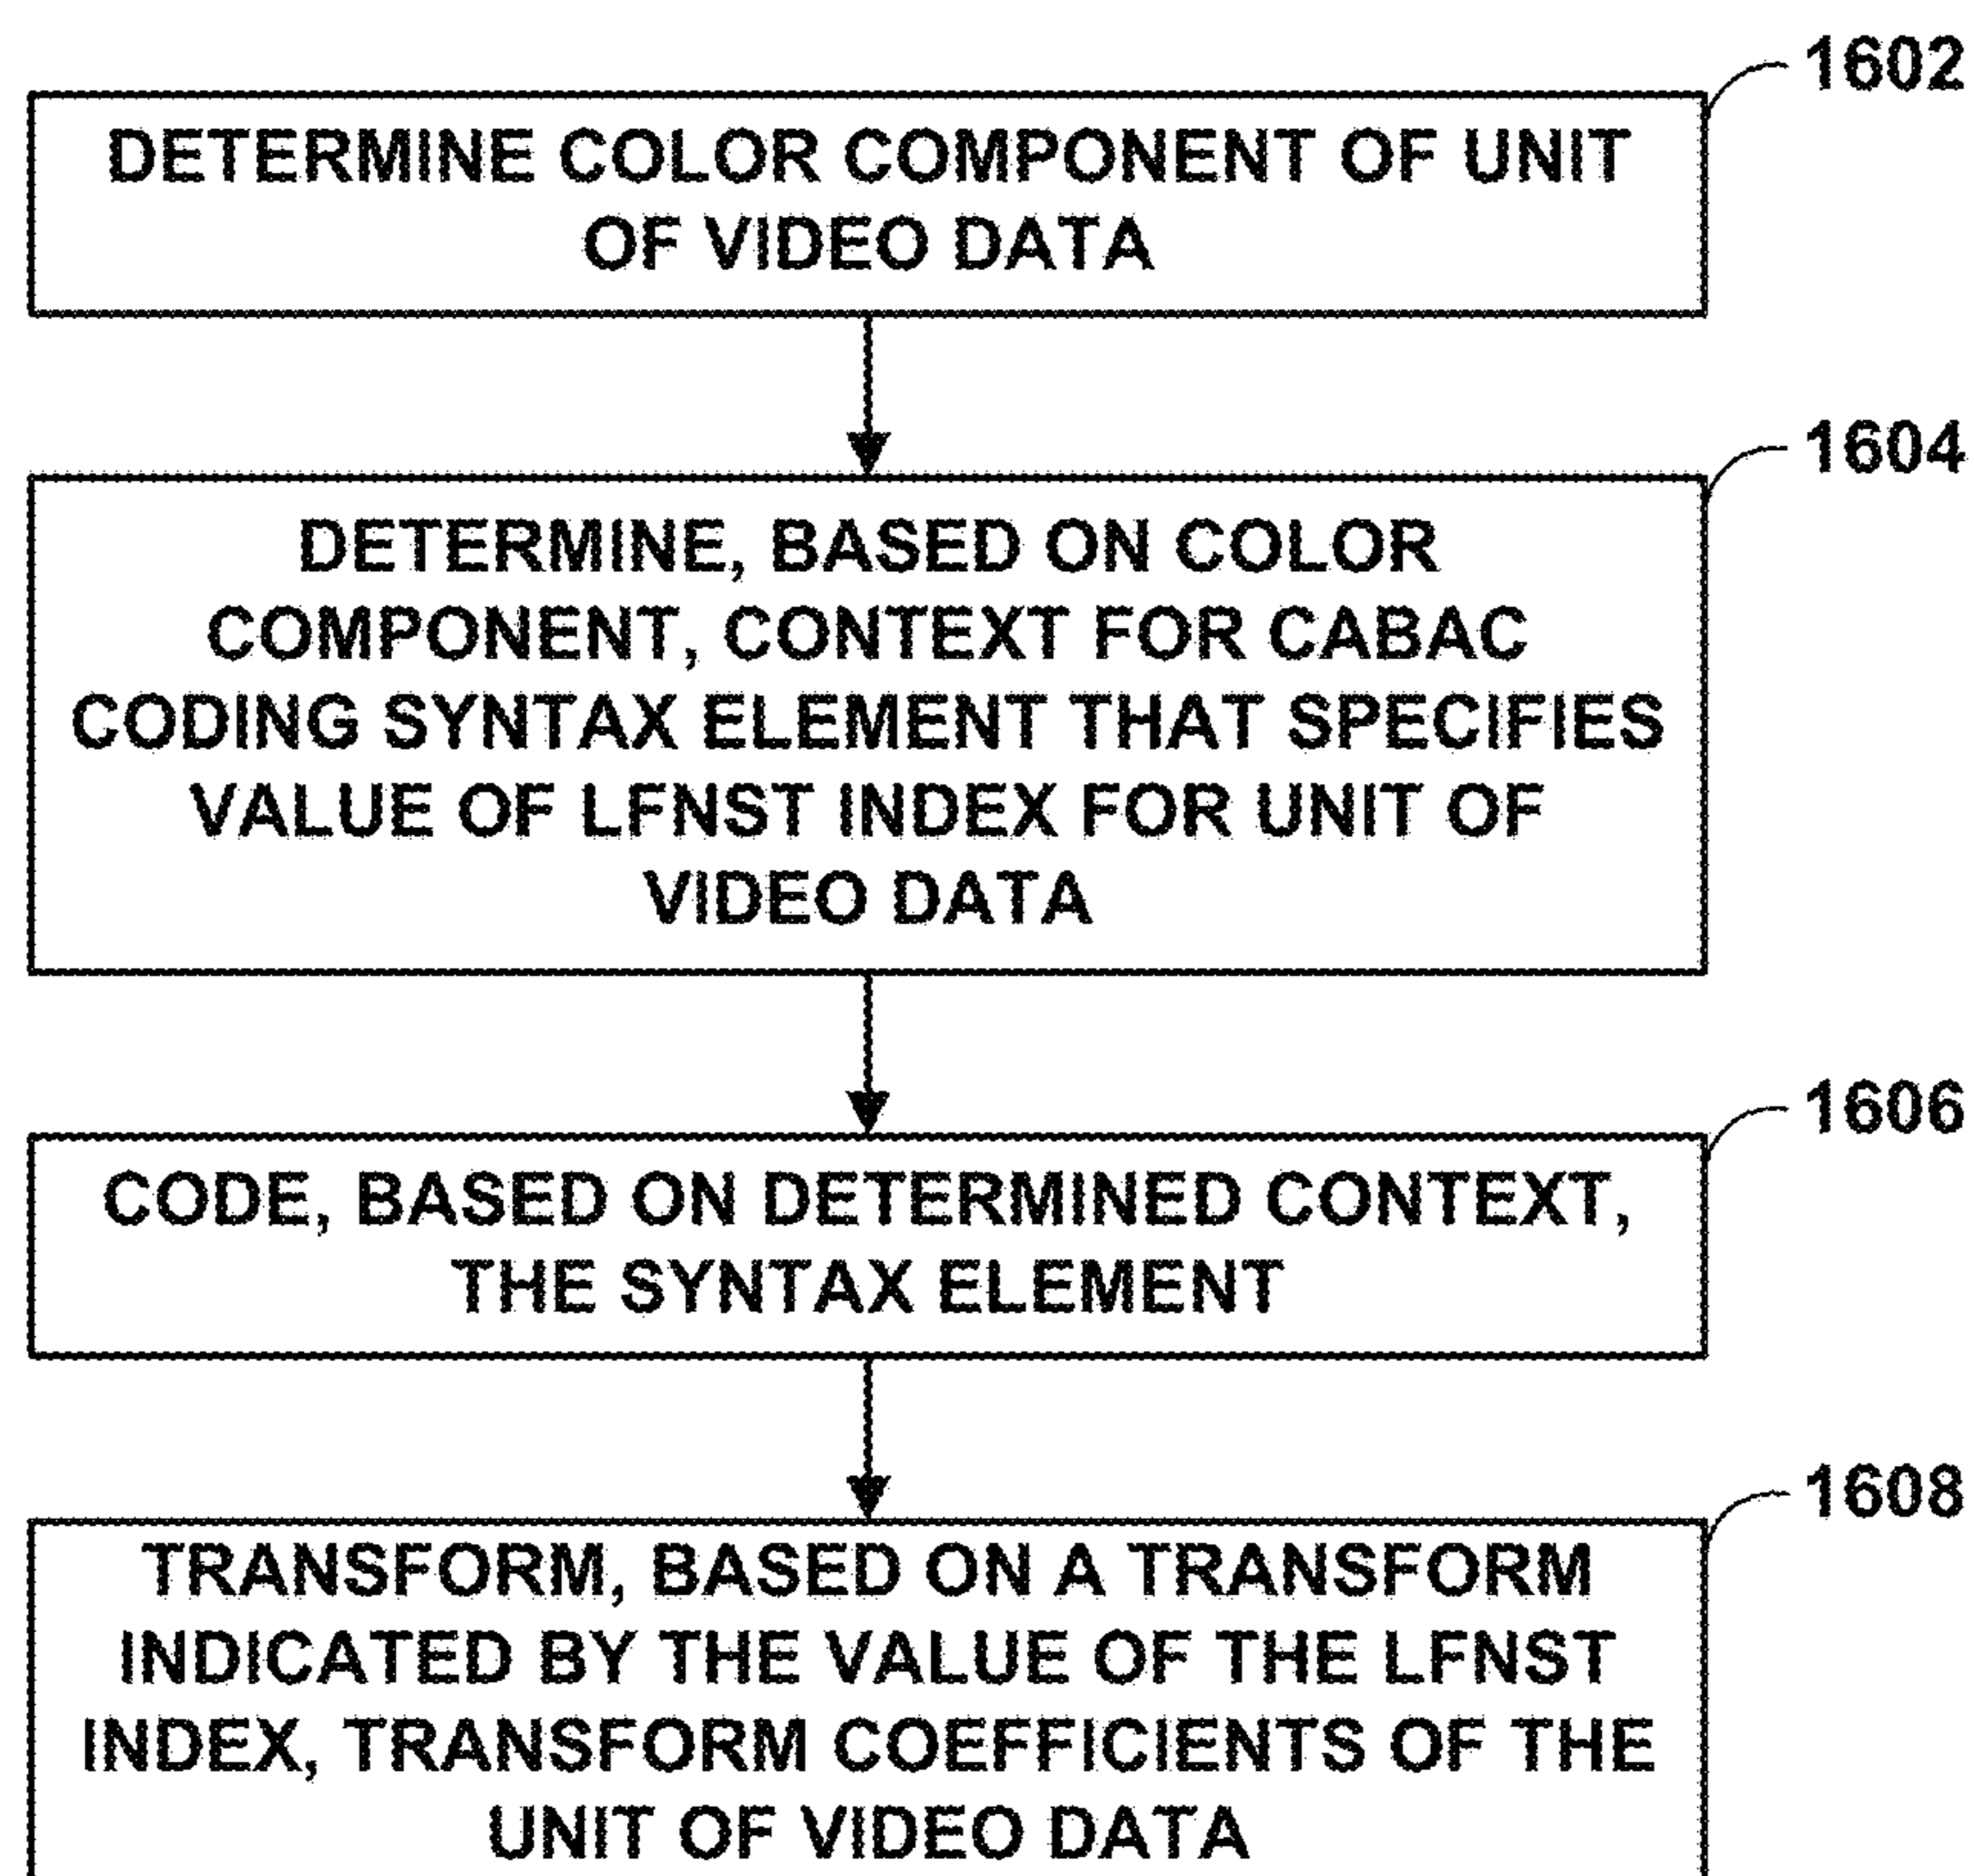 1602
DETERMINE COLOR COMPONENT OF UNIT
OF VIDEO DATA
1604
DETERMINE, BASED ON COLOR
COMPONENT, CONTEXT FOR CABAC
CODING SYNTAX ELEMENT THAT SPECIFIES
VALUE OF LFNST INDEX FOR UNIT OF
VIDEO DATA
1606
CODE, BASED ON DETERMINED CONTEXT,
THE SYNTAX ELEMENT
1608
TRANSFORM, BASED ON A TRANSFORM
INDICATED BY THE VALUE OF THE LFNST
INDEX, TRANSFORM COEFFICIENTS OF THE
UNIT OF VIDEO DATA